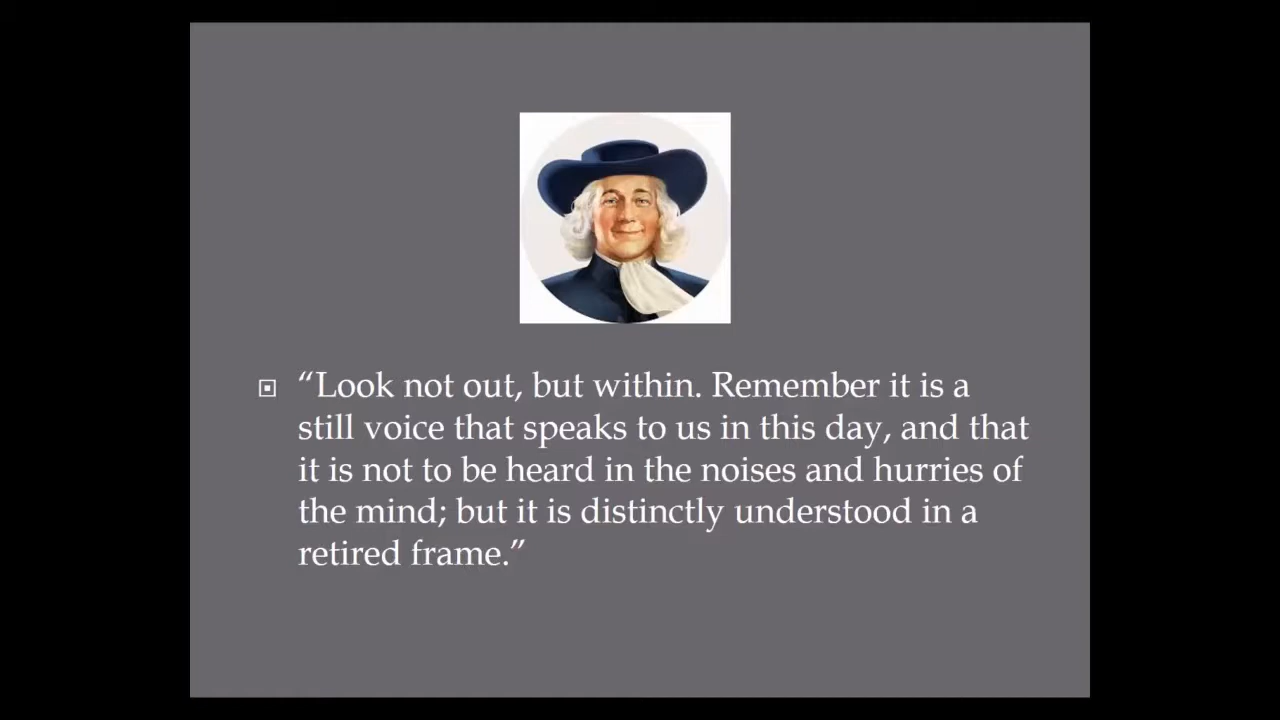 “Look not out, but within. Remember it is a
still voice that speaks to us in this day, and that
it is not to be heard in the noises and hurries of
the mind; but it is distinctly understood in a
retired frame.”